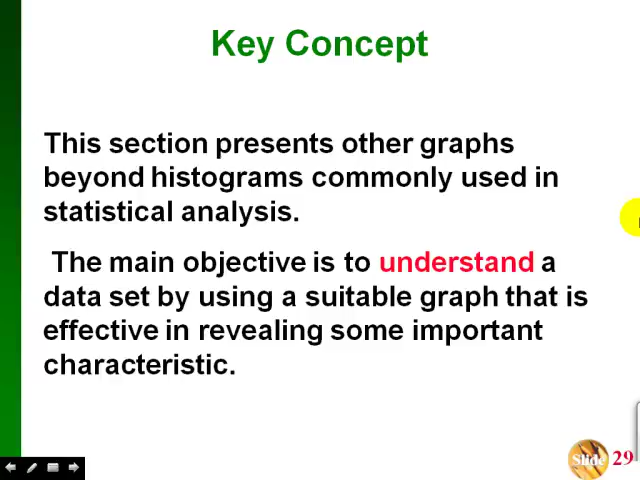 Key Concept
This section presents other graphs
beyond histograms commonly used in
statistical analysis.
The main objective is to understand a
data set by using a suitable graph that is
effective in revealing some important
characteristic.
Slide 29